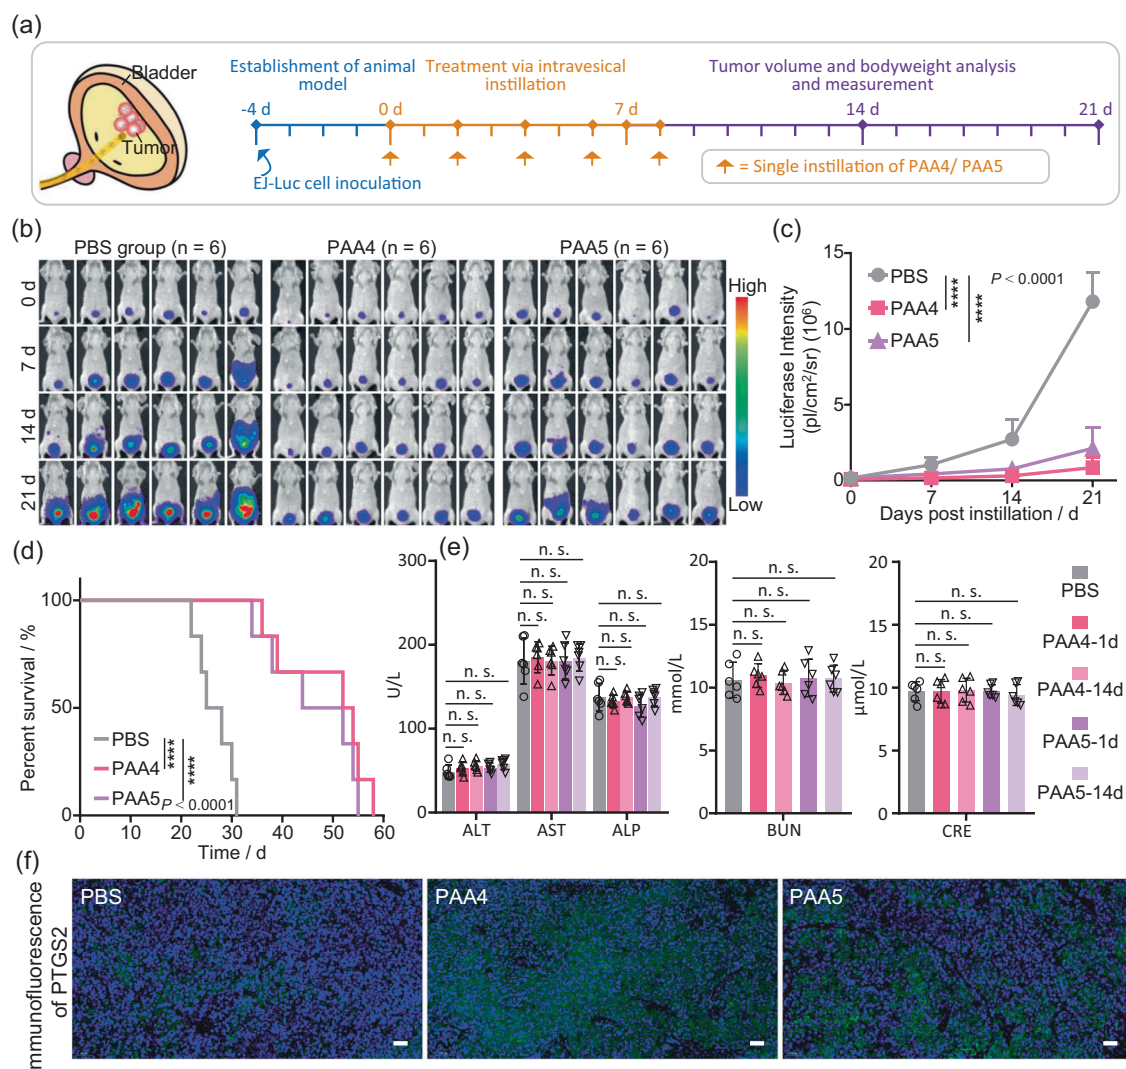 (a)
Bladder
Tumor
Establishment of animal
model
Treatment via intravesical
instillation
Tumor volume and bodyweight analysis
and measurement
-4 d
0 d
7 d
14 d
21 d
EJ-Luc cell inoculation
= Single instillation of PAA4/ PAA5
(b)
PBS group (n = 6)
PAA4 (n = 6)
PAA5 (n = 6)
0 d
7 d
14 d
21 d
High
Low
(c)
Luciferase Intensity
(pl/cm²/sr) (10⁶)
15
10
5
0
PBS
PAA4
PAA5
****
****
P < 0.0001
0 7 14 21
Days post instillation / d
(d)
Percent survival / %
100
50
0
PBS
PAA4
PAA5
****
****
P < 0.0001
0 20 40 60
Time / d
(e)
U/L
300
200
100
0
n. s.
n. s.
n. s.
n. s.
n. s.
n. s.
n. s.
n. s.
n. s.
n. s.
n. s.
n. s.
ALT AST ALP
mmol/L
20
15
10
5
0
n. s.
n. s.
n. s.
n. s.
BUN
µmol/L
20
15
10
5
0
n. s.
n. s.
n. s.
n. s.
CRE
PBS
PAA4-1d
PAA4-14d
PAA5-1d
PAA5-14d
(f)
mmunofluorescence
of PTGS2
PBS
PAA4
PAA5